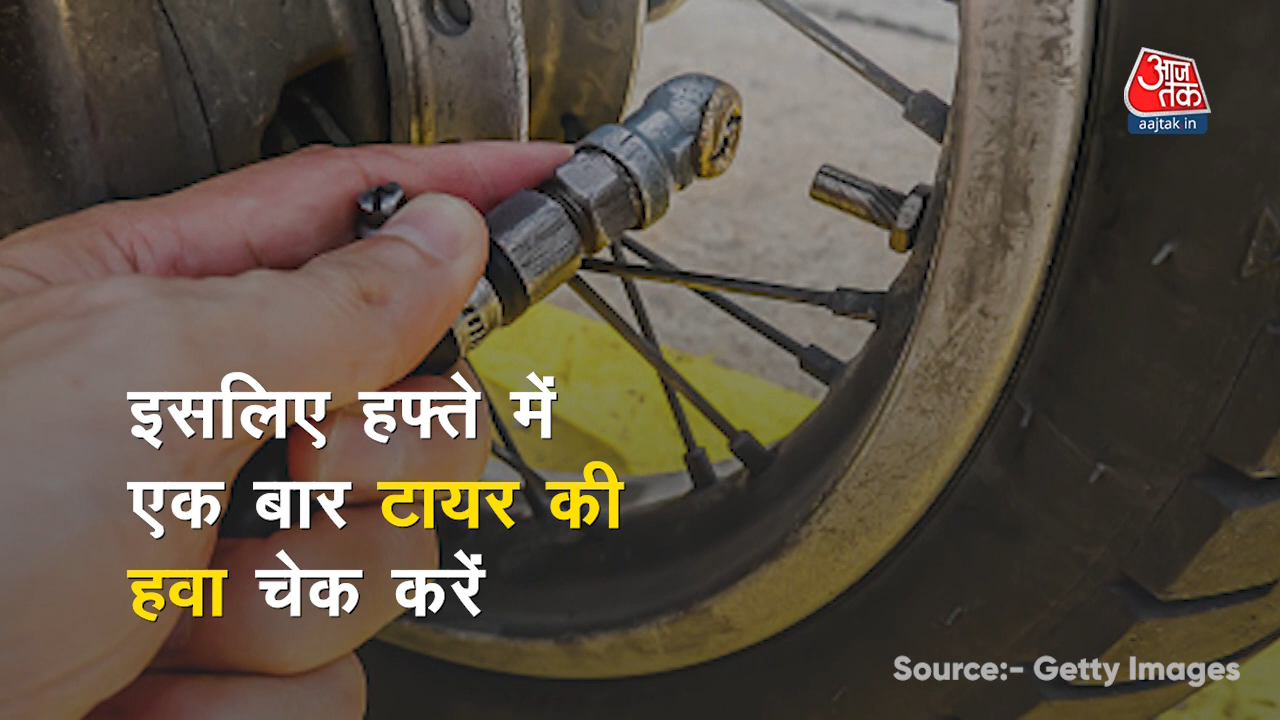 आज
तक
aajtak in
इसलिए हफ्ते में
एक बार टायर की
हवा चेक करें
Source:- Getty Images